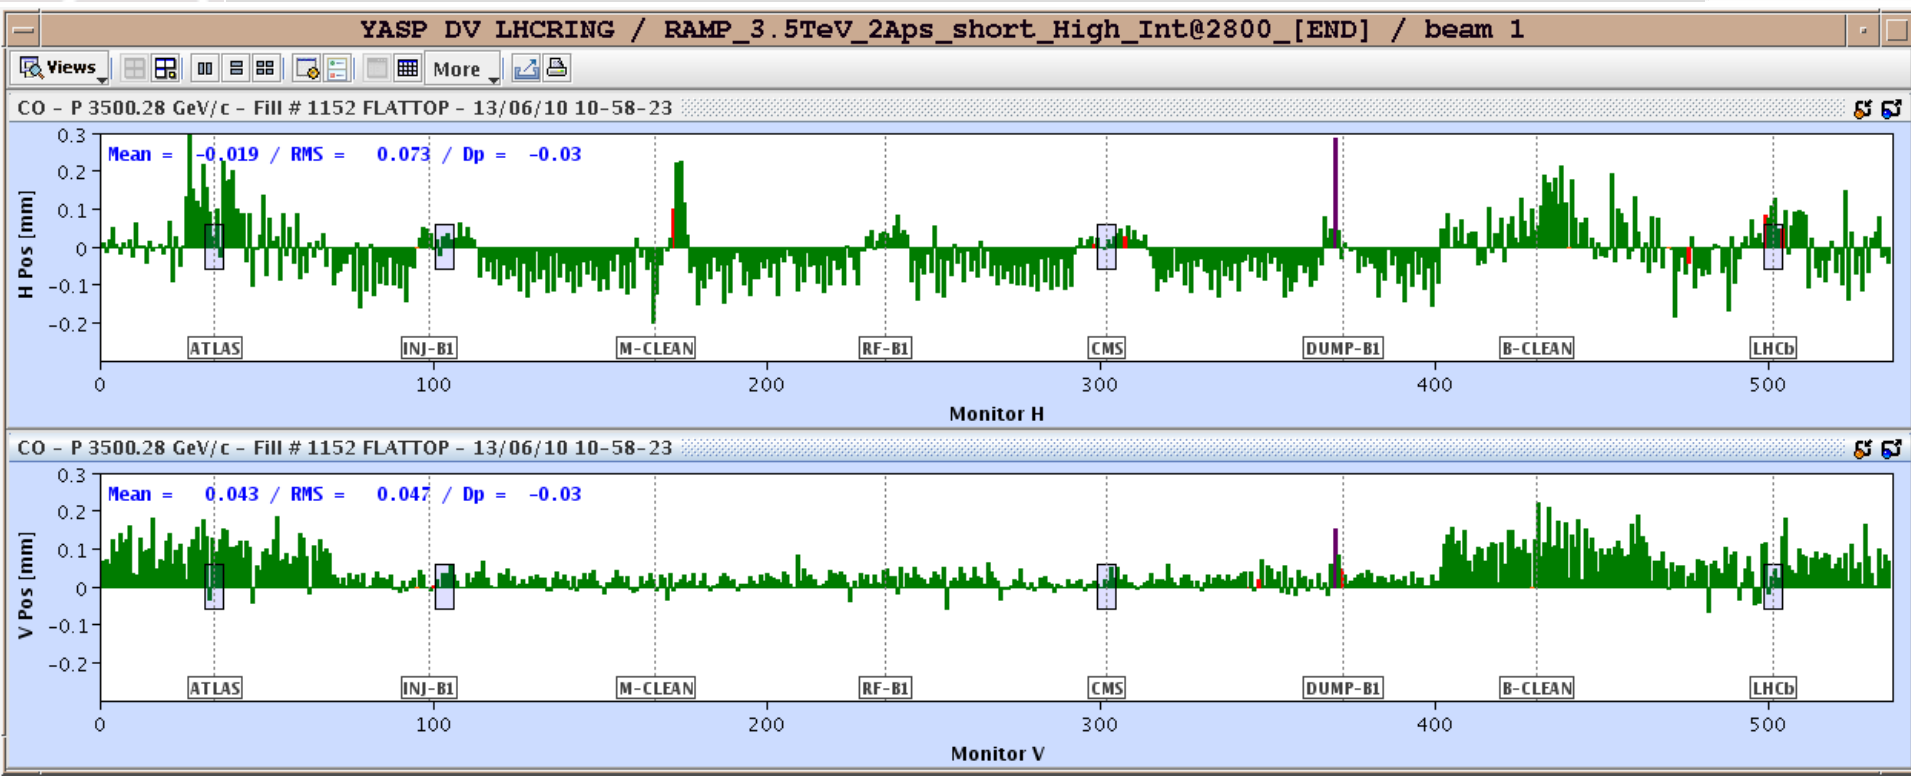 YASP DV LHCRING / RAMP_3.5TeV_2Aps_short_High_Int@2800_[END] / beam 1
Views More
CO - P 3500.28 GeV/c - Fill # 1152 FLATTOP - 13/06/10 10-58-23
Mean = -0.019 / RMS = 0.073 / Dp = -0.03
H Pos [mm]
0.3
0.2
0.1
0
-0.1
-0.2
ATLAS INJ-B1 M-CLEAN RF-B1 CMS DUMP-B1 B-CLEAN LHCb
0 100 200 300 400 500
Monitor H
CO - P 3500.28 GeV/c - Fill # 1152 FLATTOP - 13/06/10 10-58-23
Mean = 0.043 / RMS = 0.047 / Dp = -0.03
V Pos [mm]
0.3
0.2
0.1
0
-0.1
-0.2
ATLAS INJ-B1 M-CLEAN RF-B1 CMS DUMP-B1 B-CLEAN LHCb
0 100 200 300 400 500
Monitor V